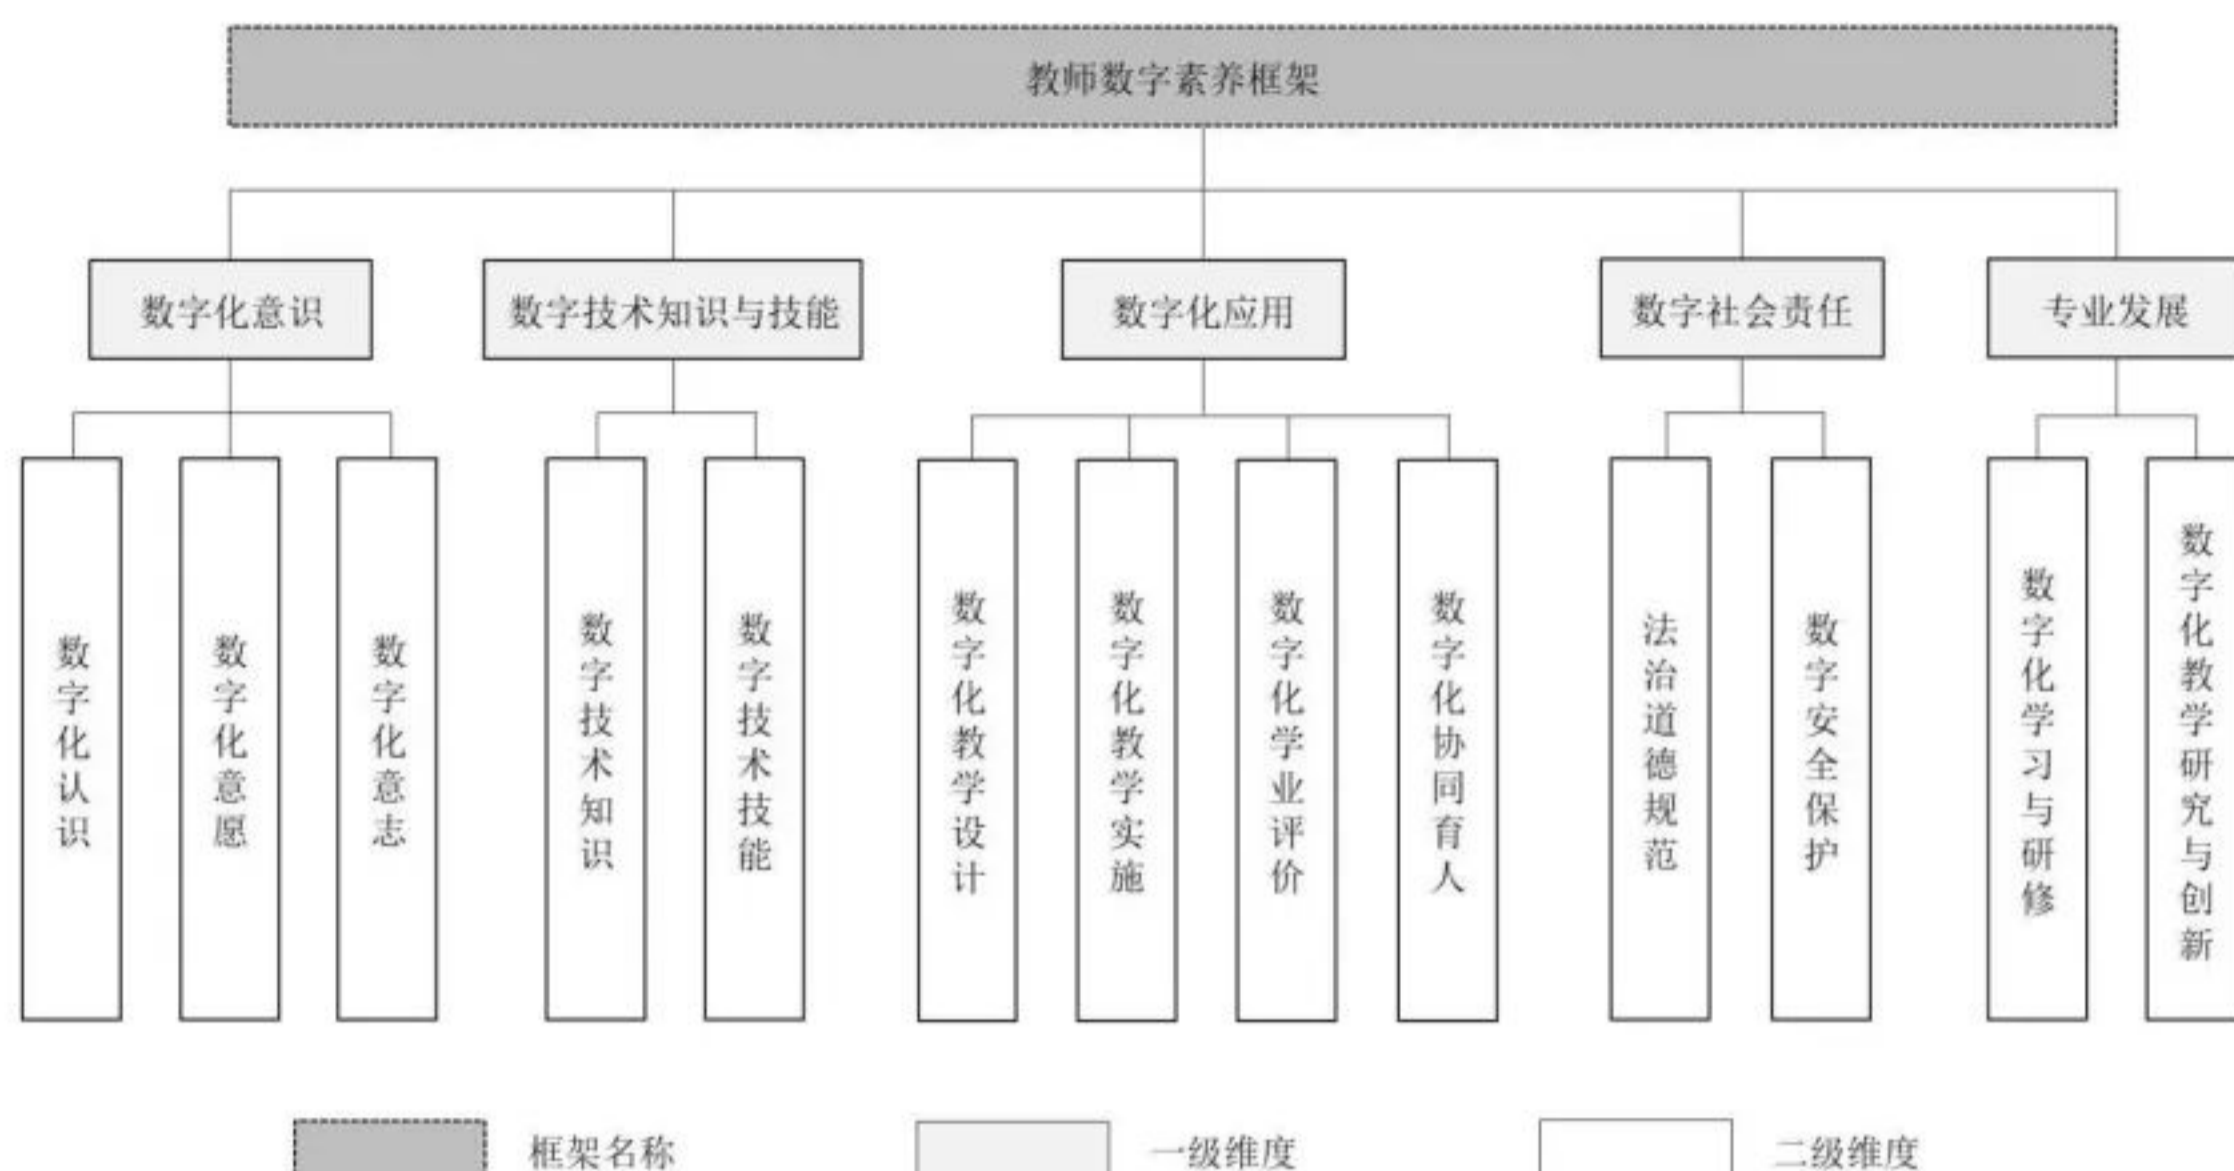 教师数字素养框架
数字化意识
数字技术知识与技能
数字化应用
数字社会责任
专业发展
数字化认识
数字化意愿
数字化意志
数字技术知识
数字技术技能
数字化教学设计
数字化教学实施
数字化学业评价
数字化协同育人
法治道德规范
数字安全保护
数字化学习与研修
数字化教学研究与创新
框架名称
一级维度
二级维度